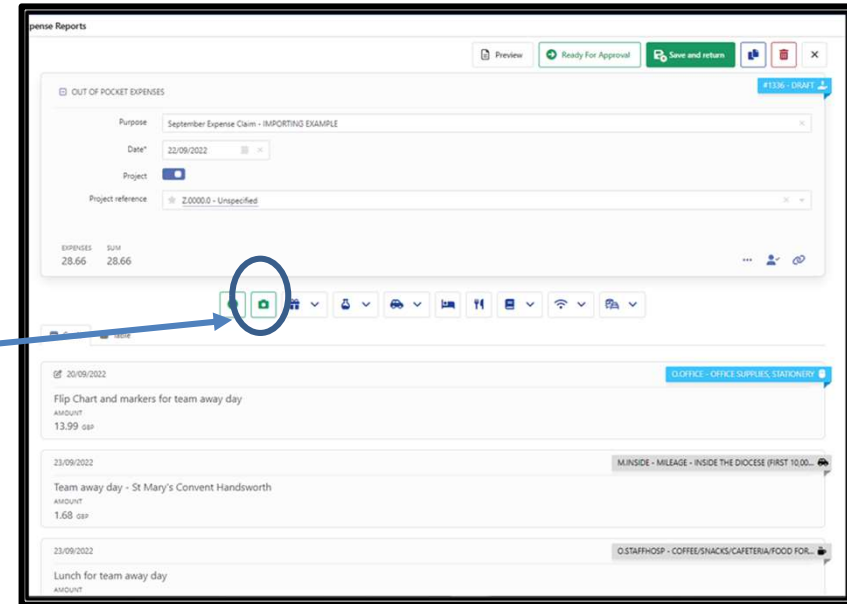 pense Reports
Preview
Ready For Approval
Save and return
#1336 - DRAFT
OUT OF POCKET EXPENSES
Purpose
September Expense Claim - IMPORTING EXAMPLE
Date*
22/09/2022
Project
Project reference
Z.0000.0 - Unspecified
EXPENSES SUM
28.66 28.66
Table
20/09/2022
O.OFFICE - OFFICE SUPPLIES, STATIONERY
Flip Chart and markers for team away day
AMOUNT
13.99 GBP
23/09/2022
M.INSIDE - MILEAGE - INSIDE THE DIOCESE (FIRST 10,00...
Team away day - St Mary's Convent Handsworth
AMOUNT
1.68 GBP
23/09/2022
O.STAFFHOSP - COFFEE/SNACKS/CAFETERIA/FOOD FOR...
Lunch for team away day
AMOUNT